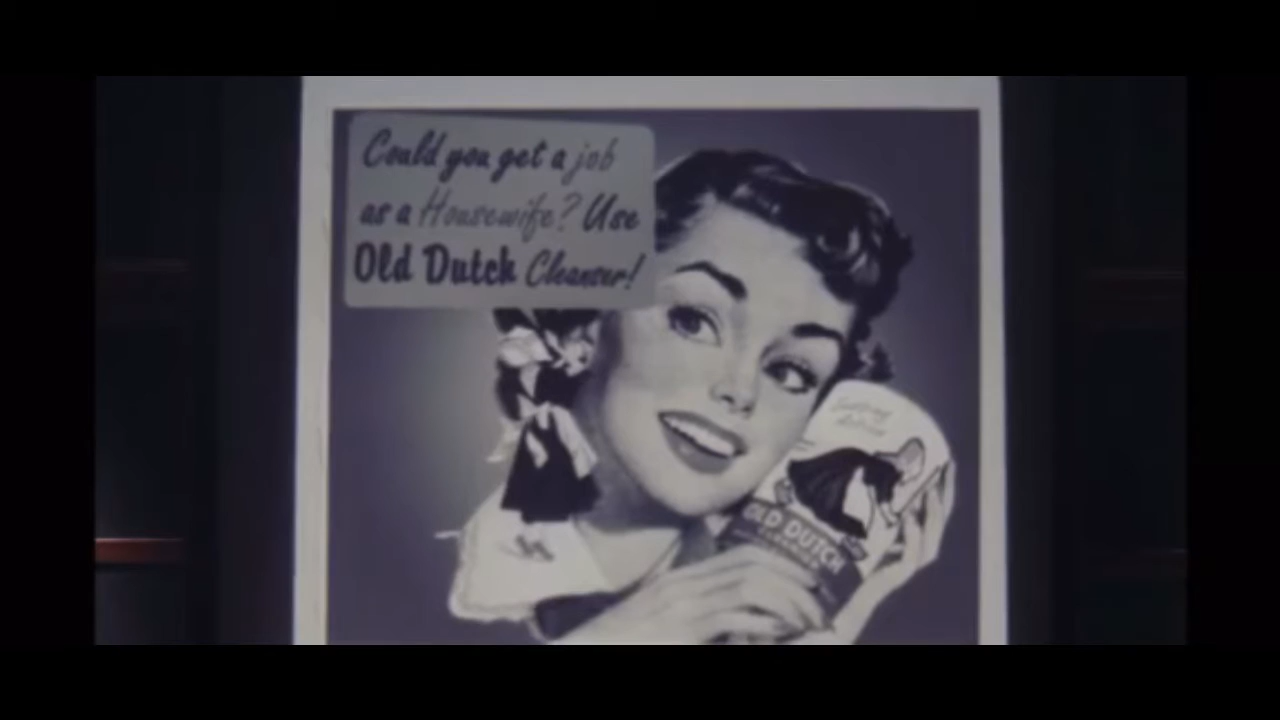 Could you get a job
as a Housewife? Use
Old Dutch Cleanser!
OLD DUTCH